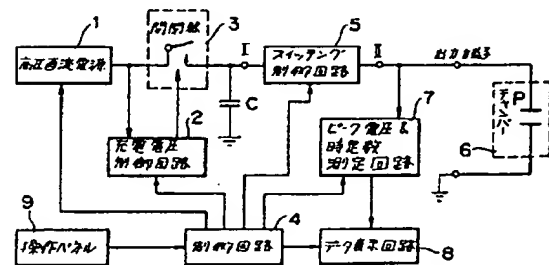 1
高圧直流電源
開閉器
3
I
C
5
スイッチング
制御回路
II
出力端子
チャンバー
P
6
充電電圧
制御回路
2
7
ピーク電圧&
時定数
測定回路
9
操作パネル
制御回路
4
データ表示回路
8